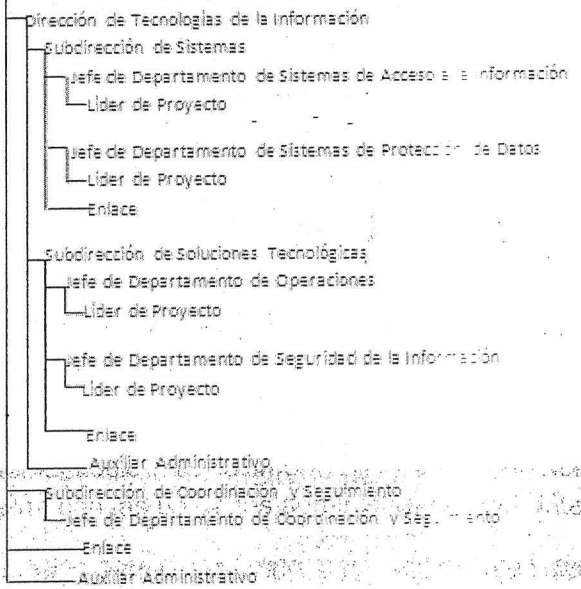 Dirección de Tecnologías de la Información
Subdirección de Sistemas
Jefe de Departamento de Sistemas de Acceso a la Información
Líder de Proyecto
Jefe de Departamento de Sistemas de Protección de Datos
Líder de Proyecto
Enlace
Subdirección de Soluciones Tecnológicas
Jefe de Departamento de Operaciones
Líder de Proyecto
Jefe de Departamento de Seguridad de la Información
Líder de Proyecto
Enlace
Auxiliar Administrativo
Subdirección de Coordinación y Seguimiento
Jefe de Departamento de Coordinación y Seguimiento
Enlace
Auxiliar Administrativo